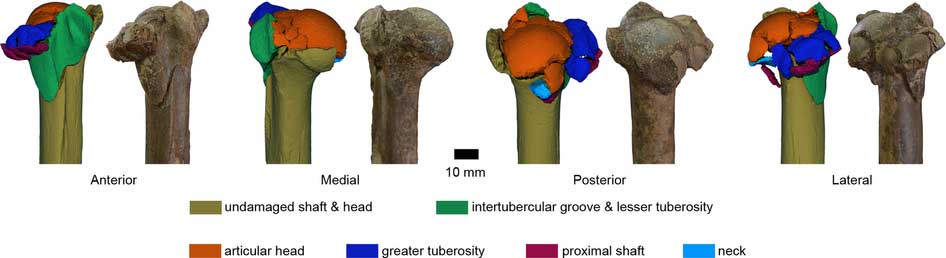 Anterior
Medial
10 mm
Posterior
Lateral
undamaged shaft & head
intertubercular groove & lesser tuberosity
articular head
greater tuberosity
proximal shaft
neck